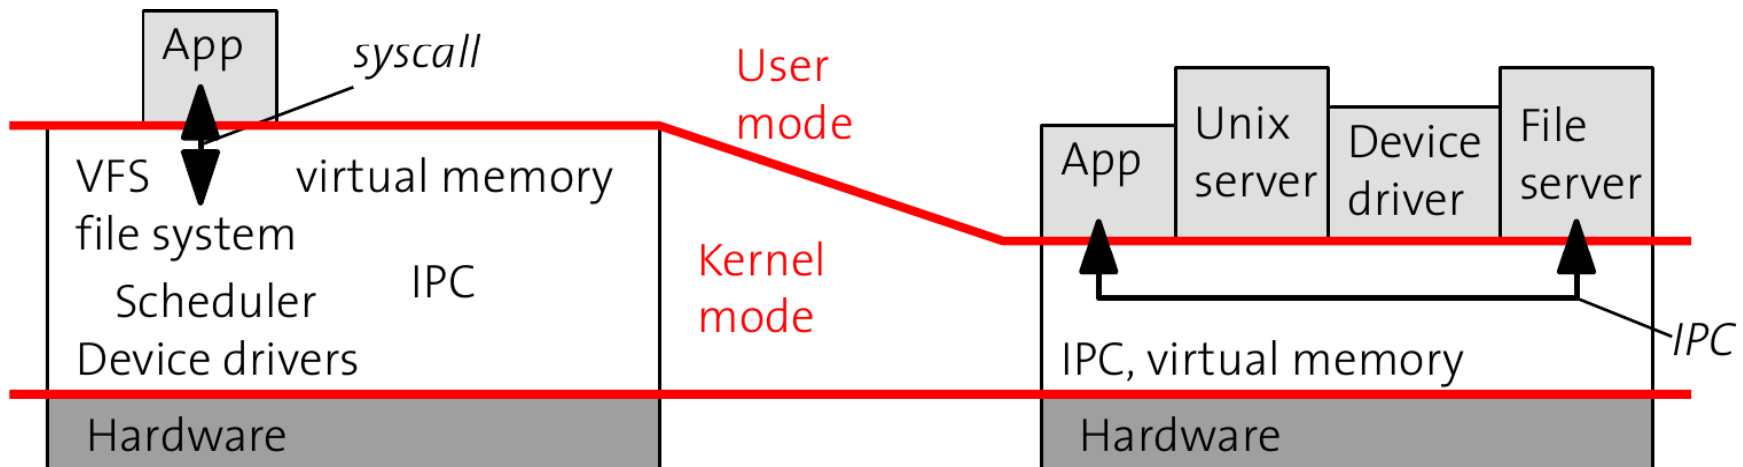 App
syscall
VFS
virtual memory
file system
IPC
Scheduler
Device drivers
Hardware
User
mode
Kernel
mode
App
Unix
server
Device
driver
File
server
IPC
IPC, virtual memory
Hardware